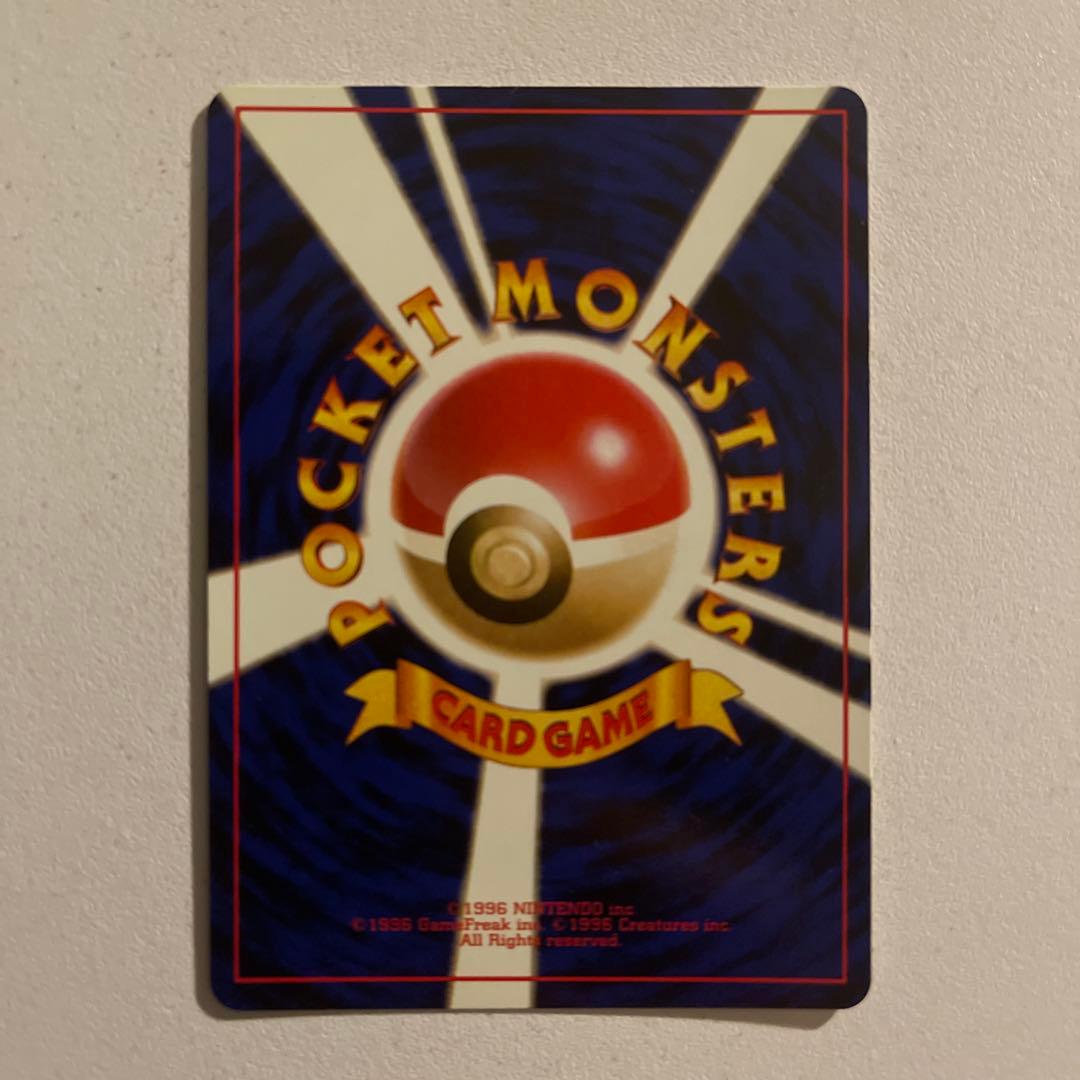 POCKET MONSTERS
CARD GAME
©1996 NINTENDO inc
©1996 GameFreak inc. ©1996 Creatures inc.
All Rights reserved.